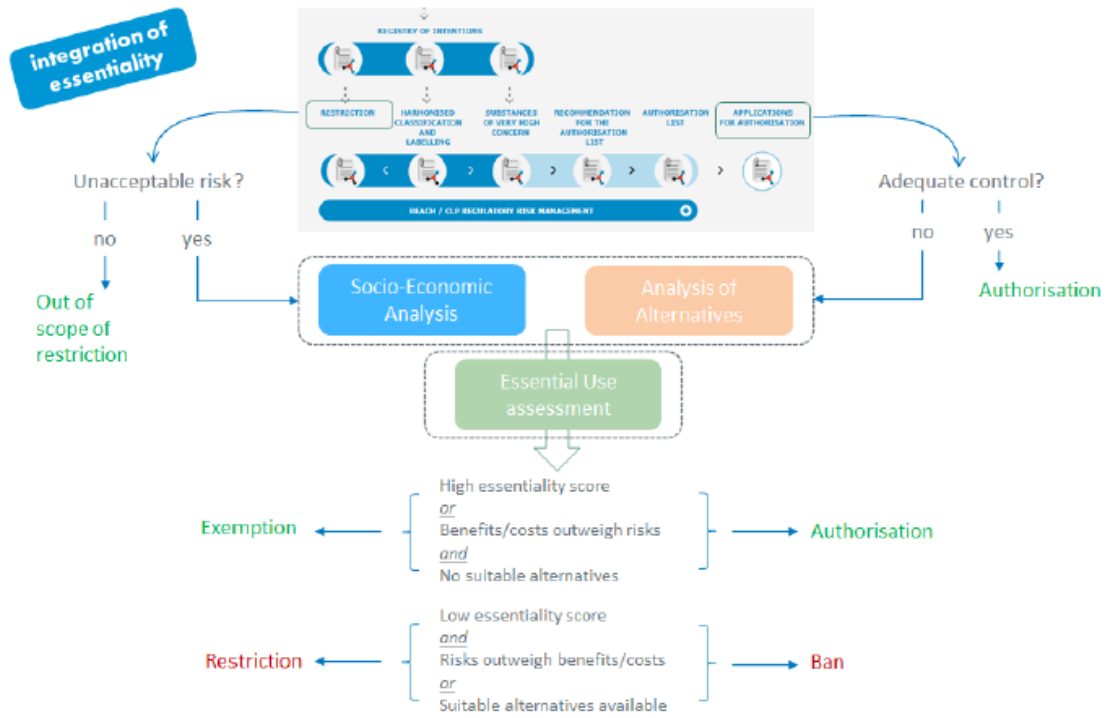 integration of
essentiality
REGISTRY OF INTENTIONS
RESTRICTION
HARMONISED
CLASSIFICATION
AND
LABELLING
SUBSTANCES
OF VERY HIGH
CONCERN
RECOMMENDATION
FOR THE
AUTHORISATION
LIST
AUTHORISATION
LIST
APPLICATIONS
FOR AUTHORISATION
REACH / CLP REGULATORY RISK MANAGEMENT
Unacceptable risk?
no
yes
Out of
scope of
restriction
Adequate control?
no
yes
Authorisation
Socio-Economic
Analysis
Analysis of
Alternatives
Essential Use
assessment
High essentiality score
or
Benefits/costs outweigh risks
and
No suitable alternatives
Exemption
Authorisation
Low essentiality score
and
Risks outweigh benefits/costs
or
Suitable alternatives available
Restriction
Ban